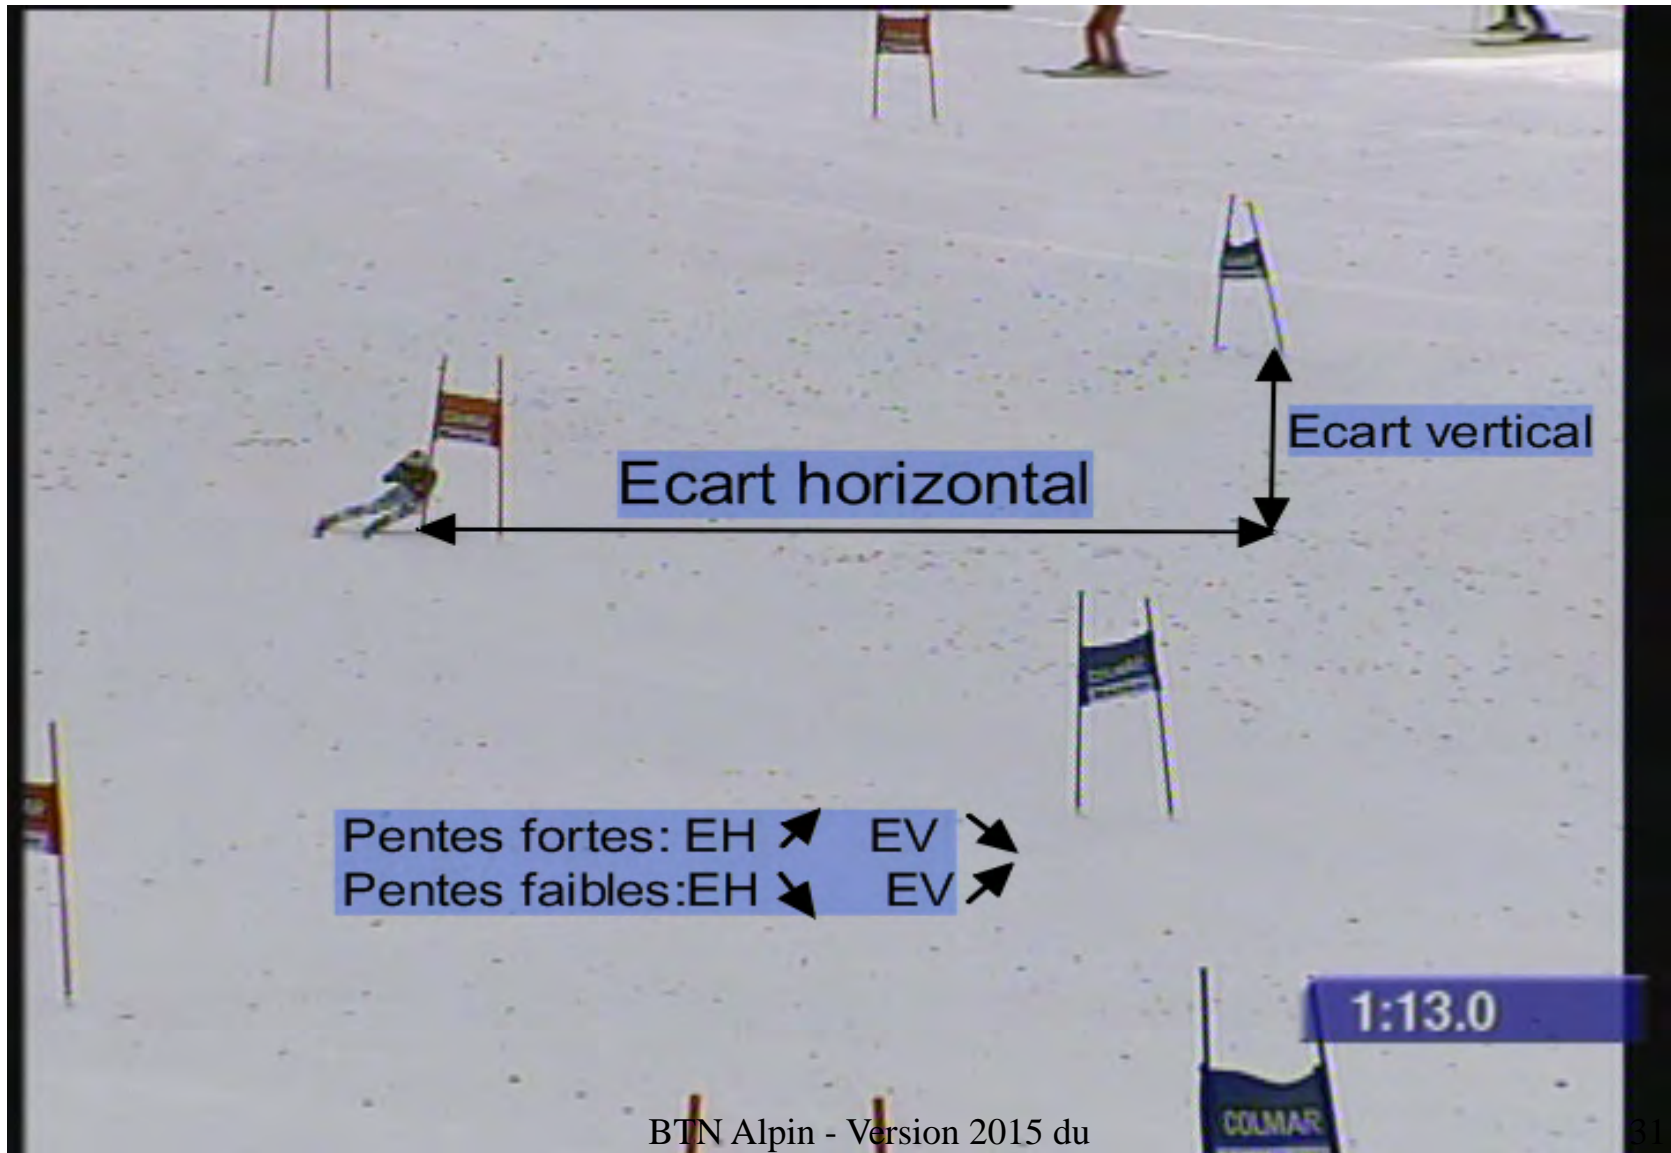 Ecart vertical
Ecart horizontal
Pentes fortes: EH ↗ EV ↘
Pentes faibles:EH ↘ EV ↗
1:13.0
COLMAR
BTN Alpin - Version 2015 du
31